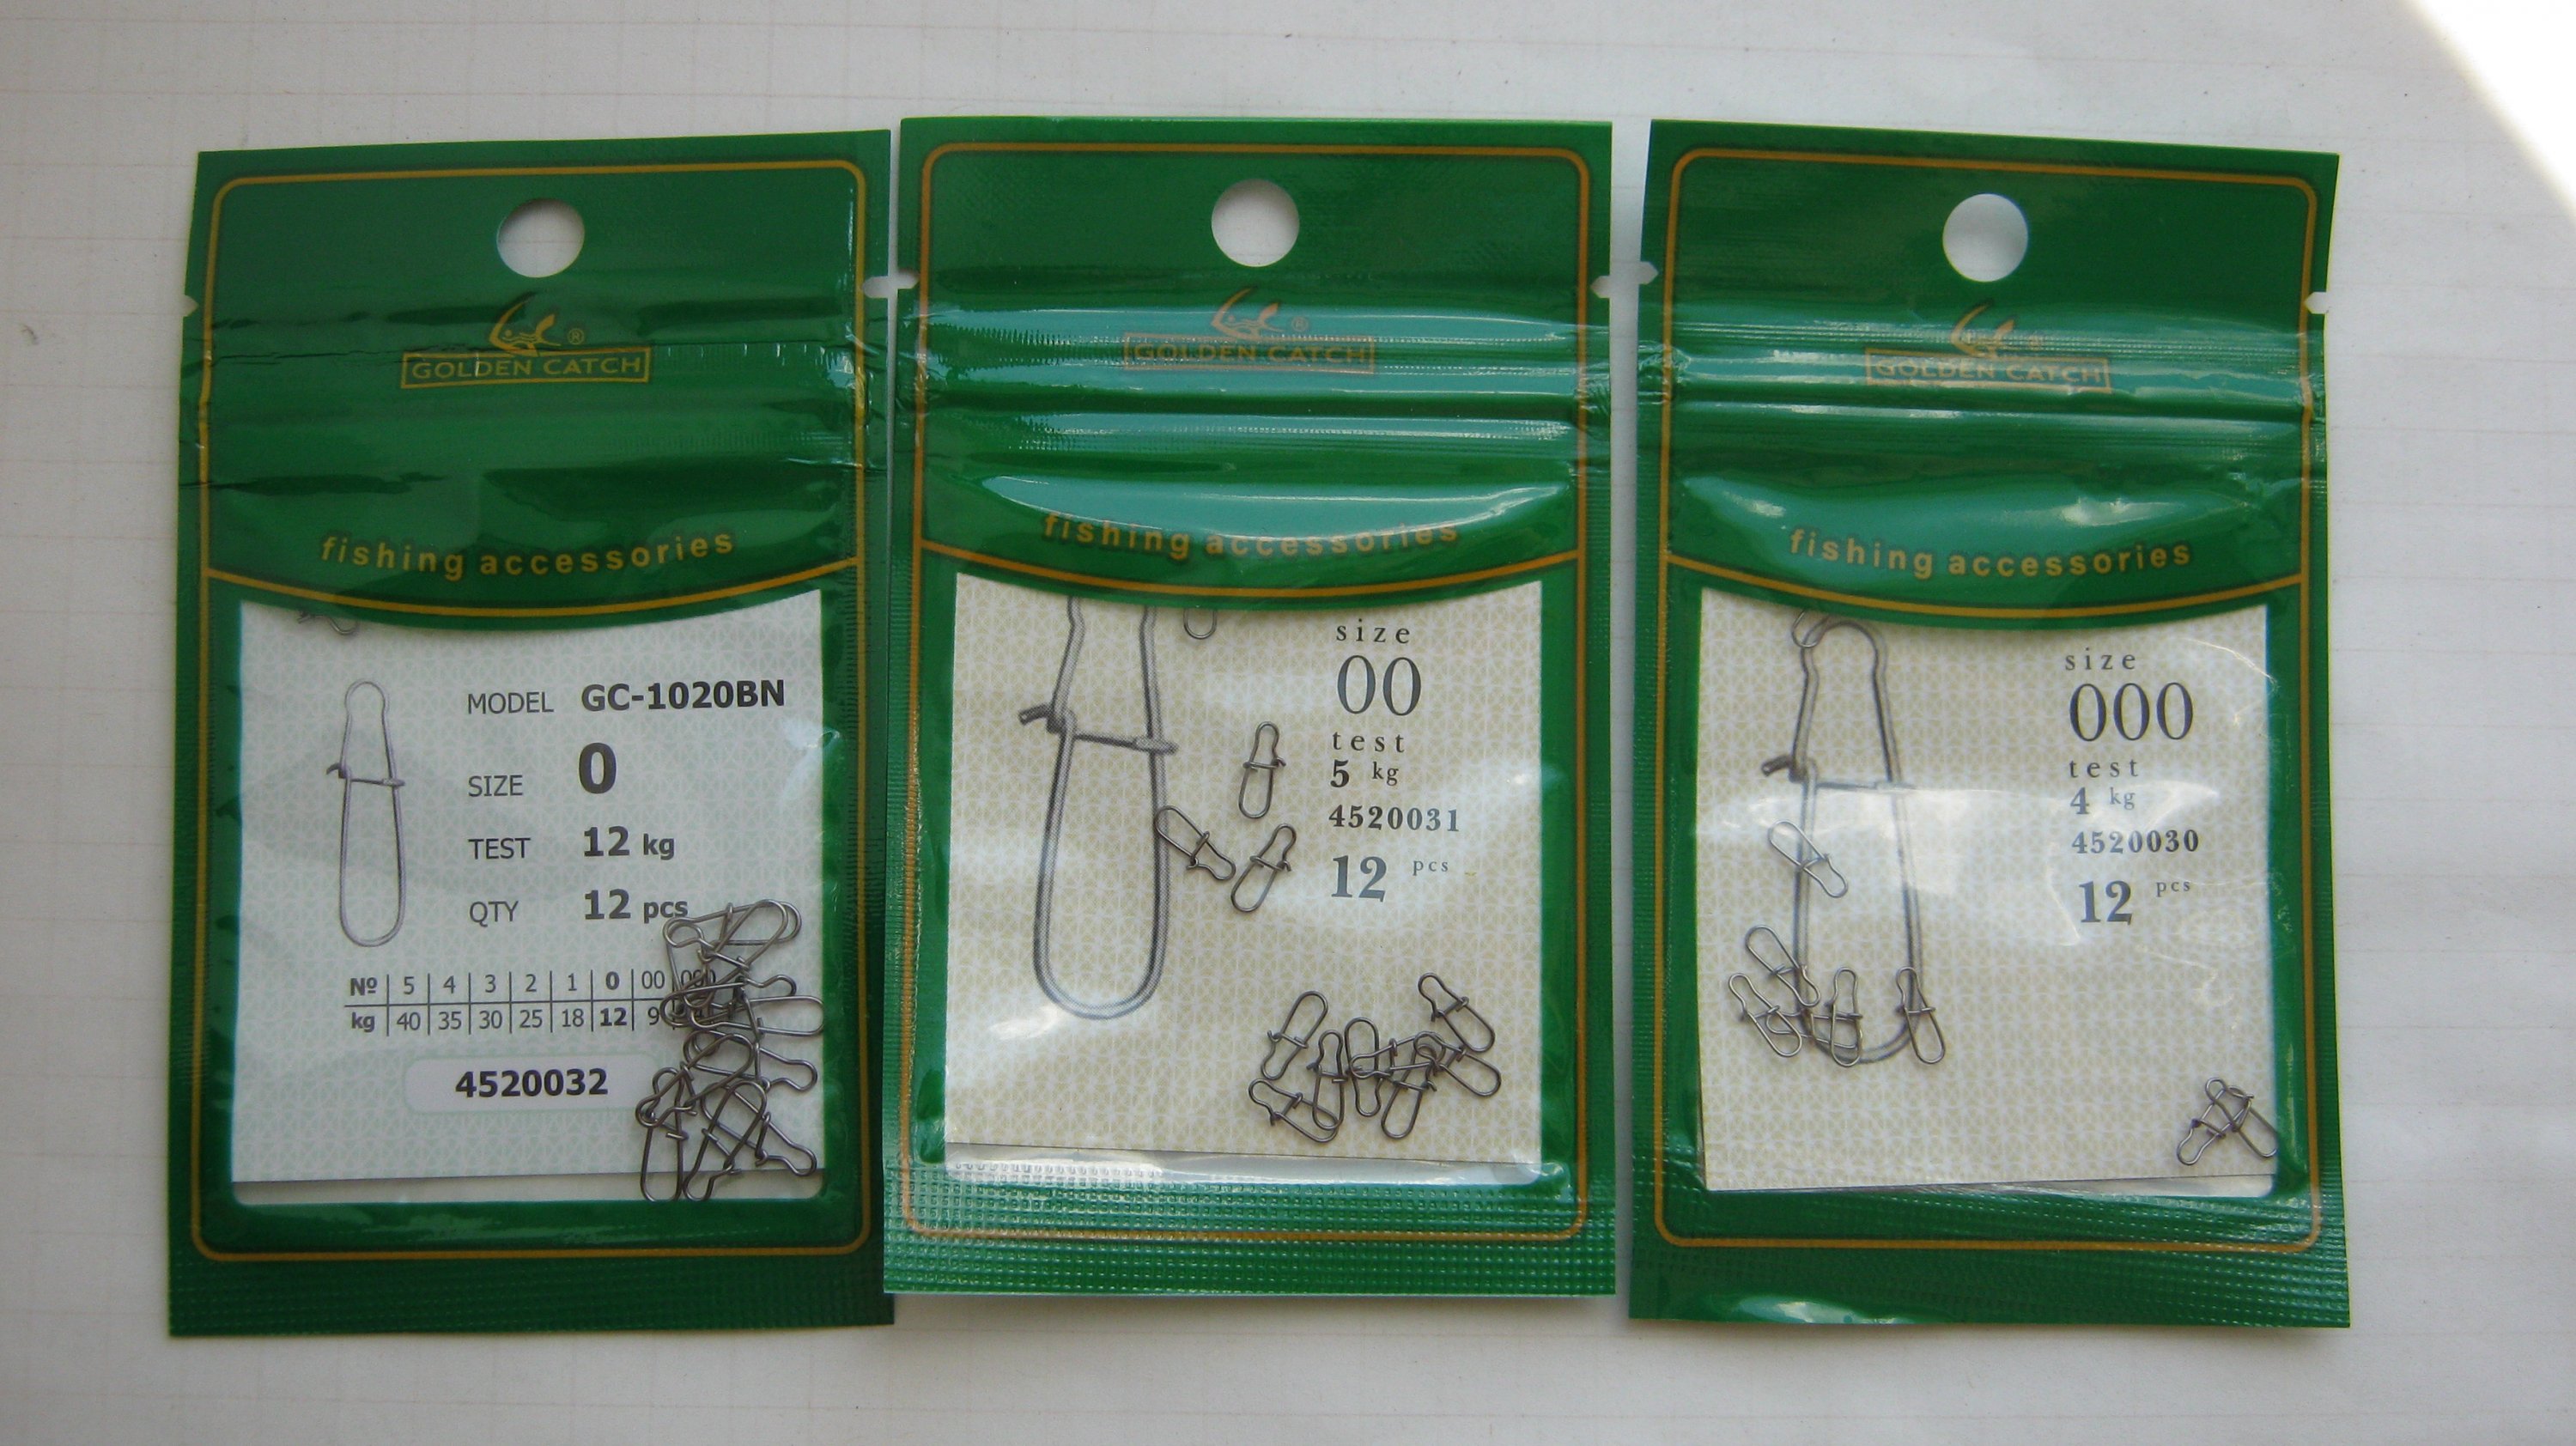 ®
GOLDEN CATCH
fishing accessories
MODEL GC-1020BN
SIZE 0
TEST 12 kg
QTY 12 pcs
Nº 5 4 3 2 1 0 00 000
kg 40 35 30 25 18 12 9
4520032
®
GOLDEN CATCH
fishing accessories
size
00
test
5 kg
4520031
12 pcs
GOLDEN CATCH
fishing accessories
size
000
test
4 kg
4520030
12 pcs